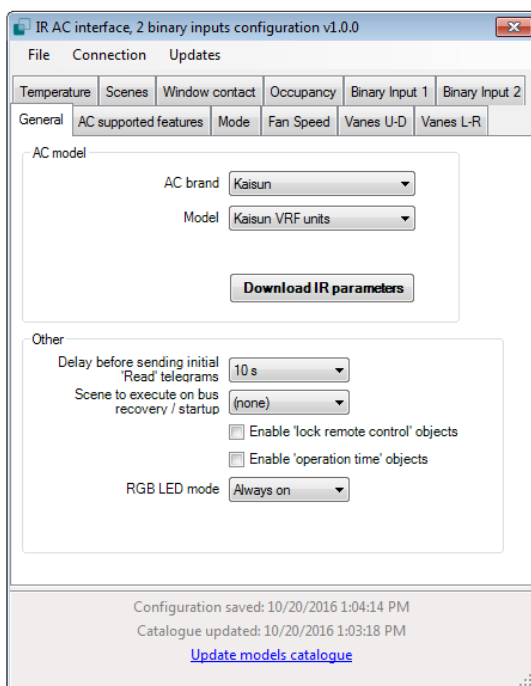 IR AC interface, 2 binary inputs configuration v1.0.0
File Connection Updates
Temperature Scenes Window contact Occupancy Binary Input 1 Binary Input 2
General AC supported features Mode Fan Speed Vanes U-D Vanes L-R
AC model
AC brand Kaisun
Model Kaisun VRF units
Download IR parameters
Other
Delay before sending initial
'Read' telegrams 10 s
Scene to execute on bus
recovery / startup (none)
Enable 'lock remote control' objects
Enable 'operation time' objects
RGB LED mode Always on
Configuration saved: 10/20/2016 1:04:14 PM
Catalogue updated: 10/20/2016 1:03:18 PM
Update models catalogue